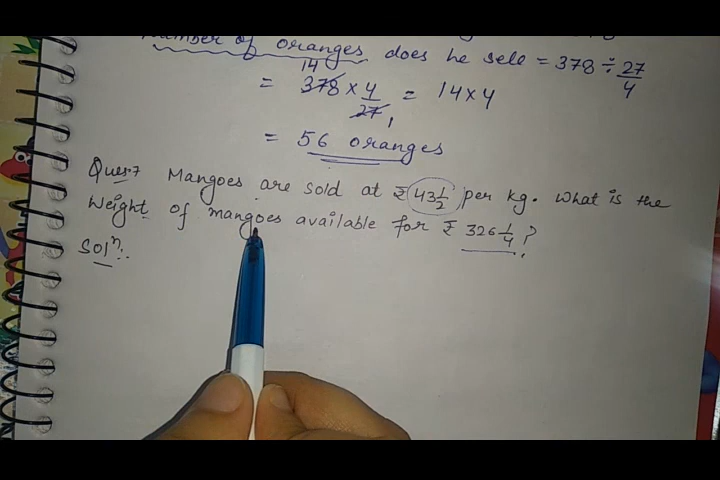 number of oranges does he sell = 378 ÷ 27/4
= 378 14 × 4/27 1 = 14 × 4
= 56 oranges
Ques:7 Mangoes are sold at ₹ 43 1/2 per kg. What is the
Weight of mangoes available for ₹ 326 1/4 ?
Solⁿ:.